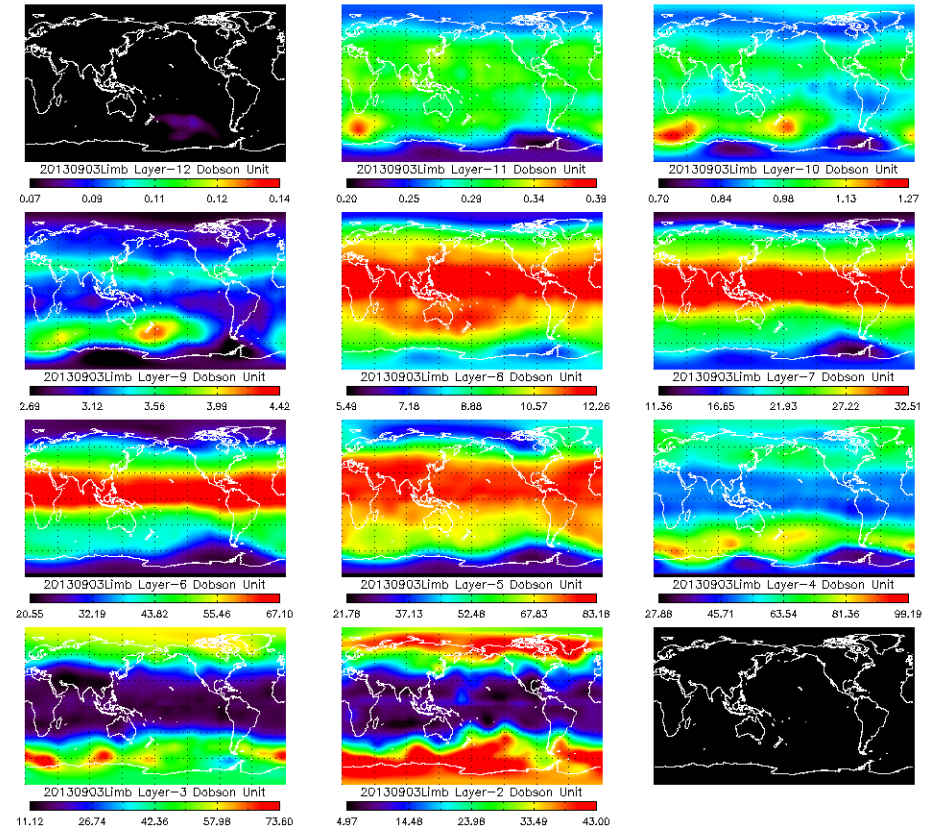 20130903Limb Layer-12 Dobson Unit
0.07 0.09 0.11 0.12 0.14
20130903Limb Layer-11 Dobson Unit
0.20 0.25 0.29 0.34 0.39
20130903Limb Layer-10 Dobson Unit
0.70 0.84 0.98 1.13 1.27
20130903Limb Layer-9 Dobson Unit
2.69 3.12 3.56 3.99 4.42
20130903Limb Layer-8 Dobson Unit
5.49 7.18 8.88 10.57 12.26
20130903Limb Layer-7 Dobson Unit
11.36 16.65 21.93 27.22 32.51
20130903Limb Layer-6 Dobson Unit
20.55 32.19 43.82 55.46 67.10
20130903Limb Layer-5 Dobson Unit
21.78 37.13 52.48 67.83 83.18
20130903Limb Layer-4 Dobson Unit
27.88 45.71 63.54 81.36 99.19
20130903Limb Layer-3 Dobson Unit
11.12 26.74 42.36 57.98 73.60
20130903Limb Layer-2 Dobson Unit
4.97 14.48 23.98 33.49 43.00